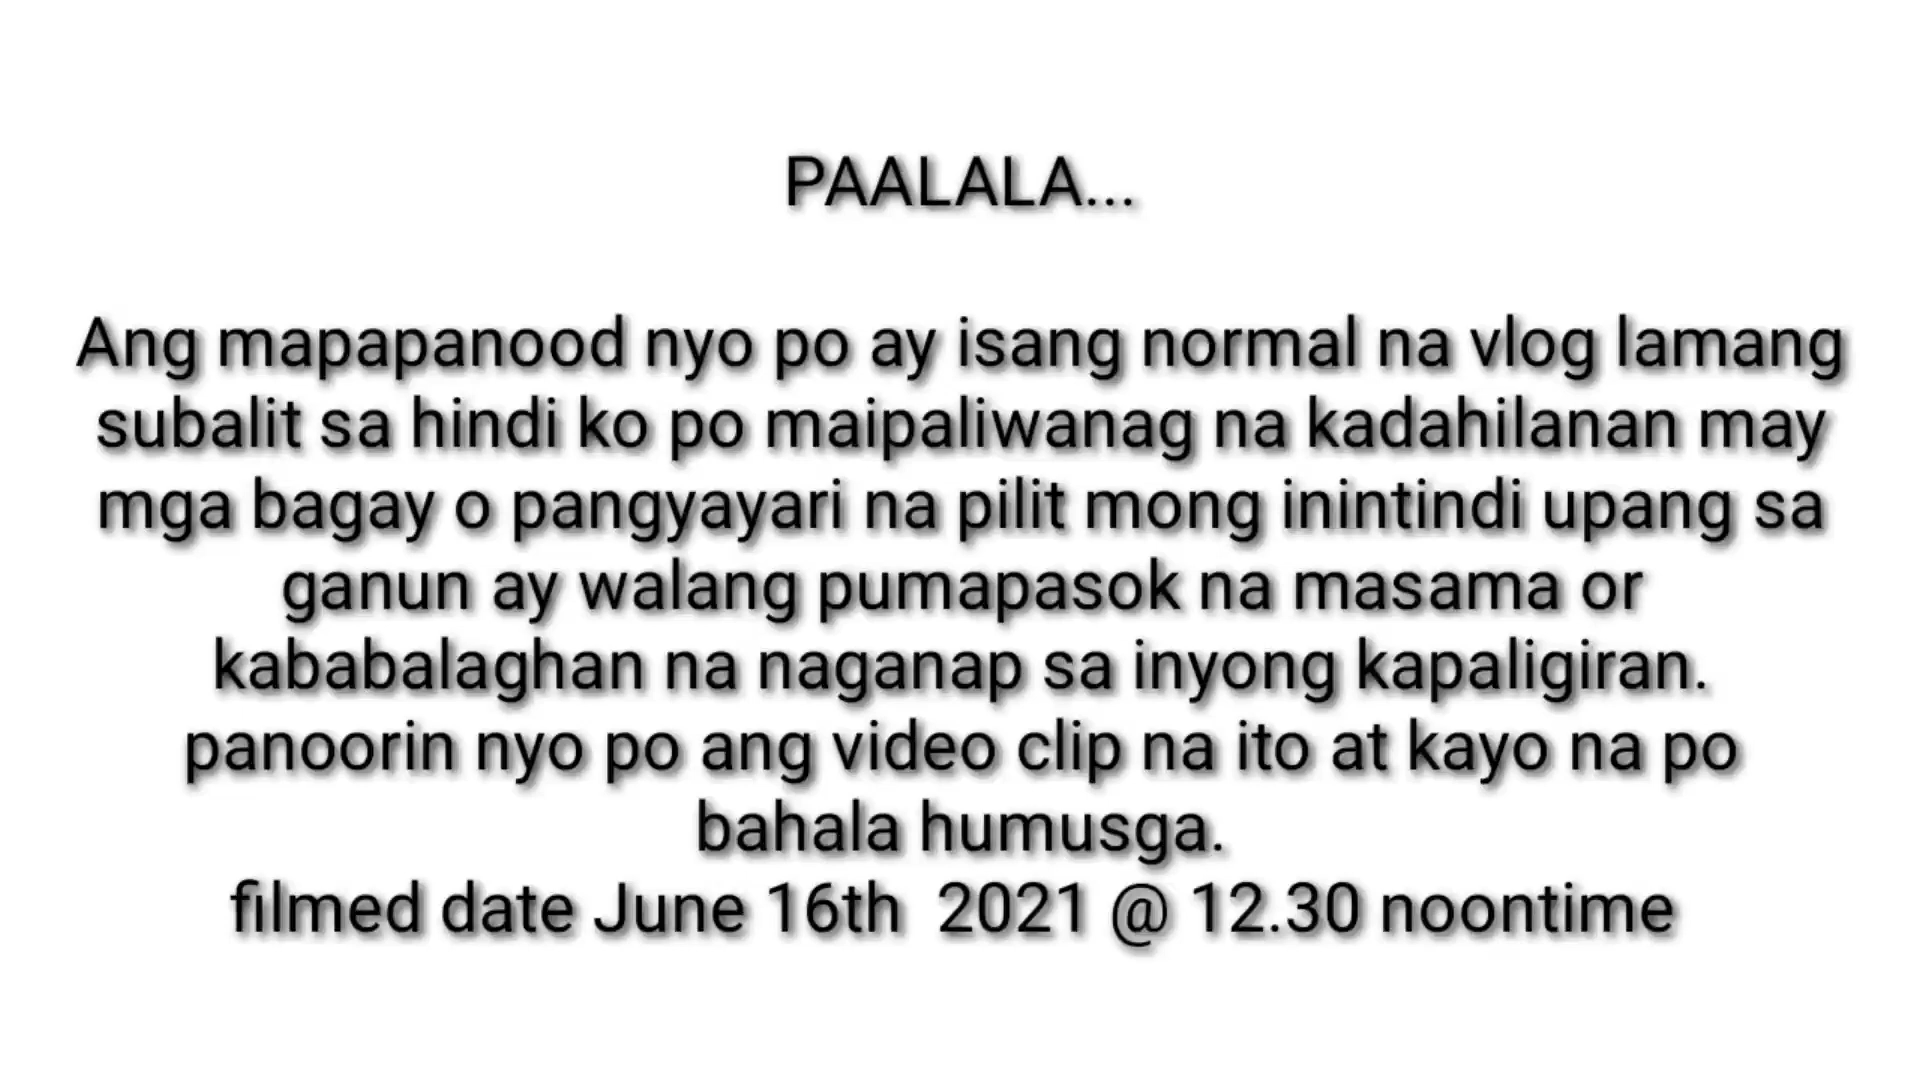 PAALALA...
Ang mapapanood nyo po ay isang normal na vlog lamang
subalit sa hindi ko po maipaliwanag na kadahilanan may
mga bagay o pangyayari na pilit mong inintindi upang sa
ganun ay walang pumapasok na masama or
kababalaghan na naganap sa inyong kapaligiran.
panoorin nyo po ang video clip na ito at kayo na po
bahala humusga.
filmed date June 16th  2021 @ 12.30 noontime